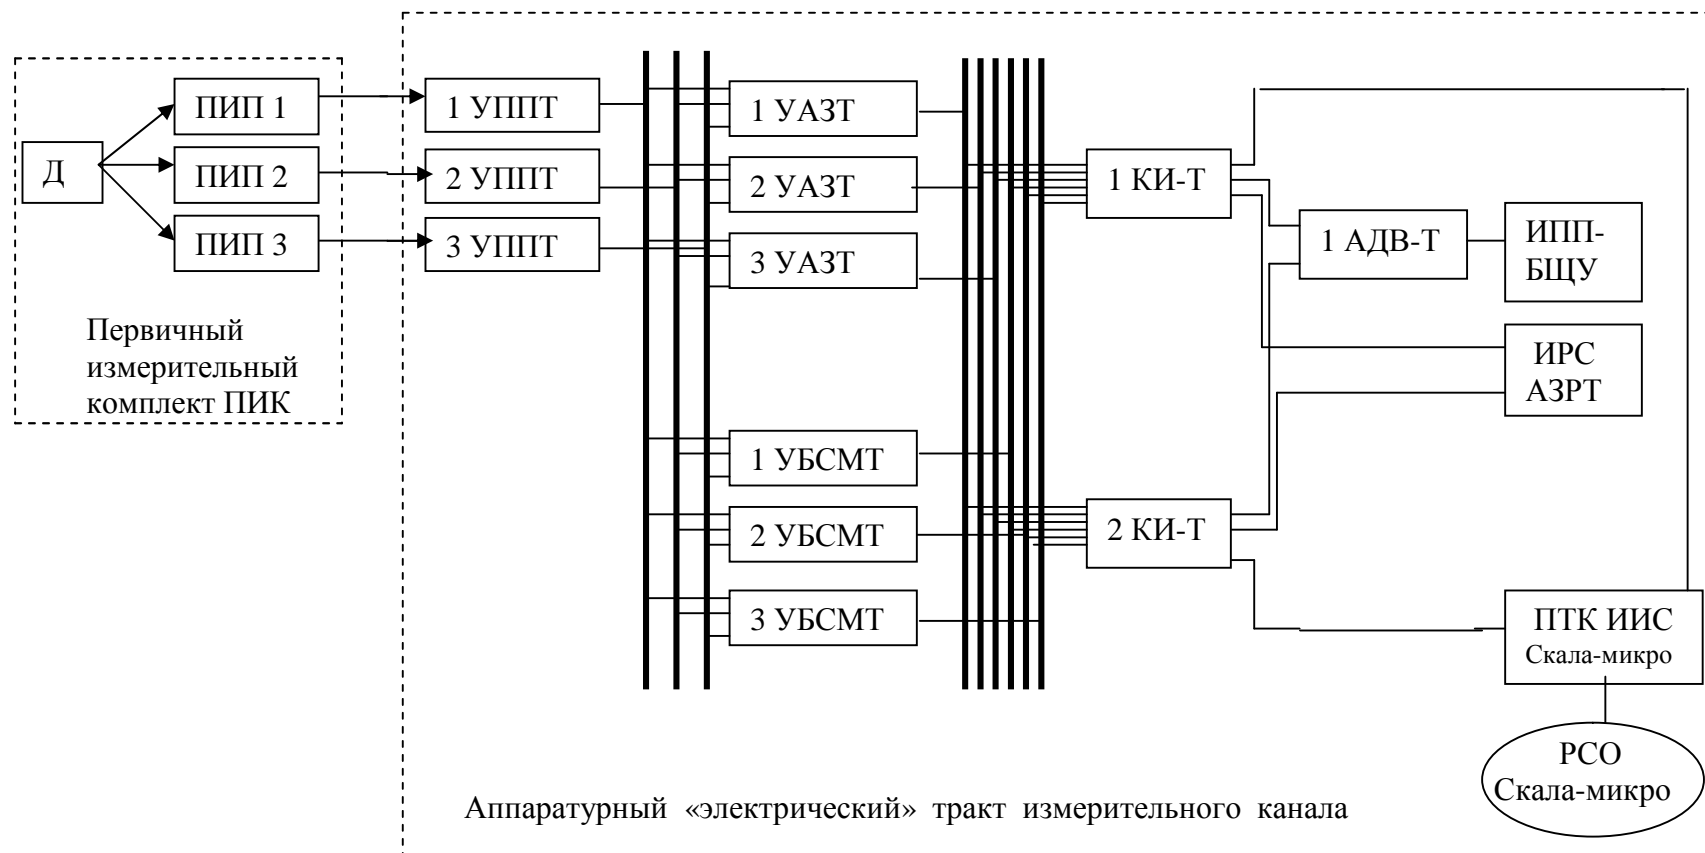 Д
ПИП 1
ПИП 2
ПИП 3
Первичный
измерительный
комплект ПИК
1 УППТ
2 УППТ
3 УППТ
1 УАЗТ
2 УАЗТ
3 УАЗТ
1 УБСМТ
2 УБСМТ
3 УБСМТ
1 КИ-Т
2 КИ-Т
1 АДВ-Т
ИПП-
БЩУ
ИРС
АЗРТ
ПТК ИИС
Скала-микро
РСО
Скала-микро
Аппаратурный «электрический» тракт измерительного канала